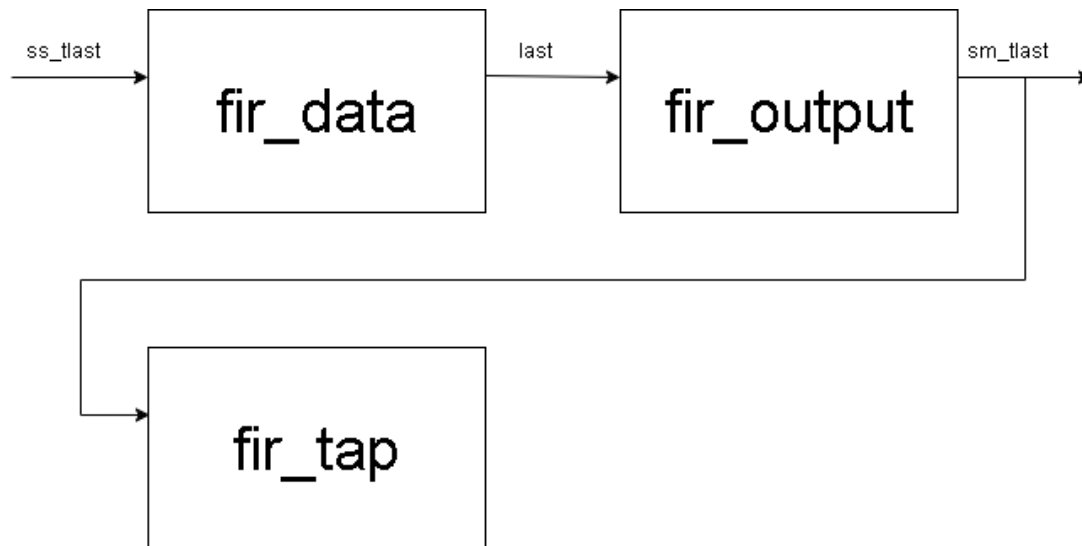 ss_tlast
last
sm_tlast
fir_data
fir_output
fir_tap